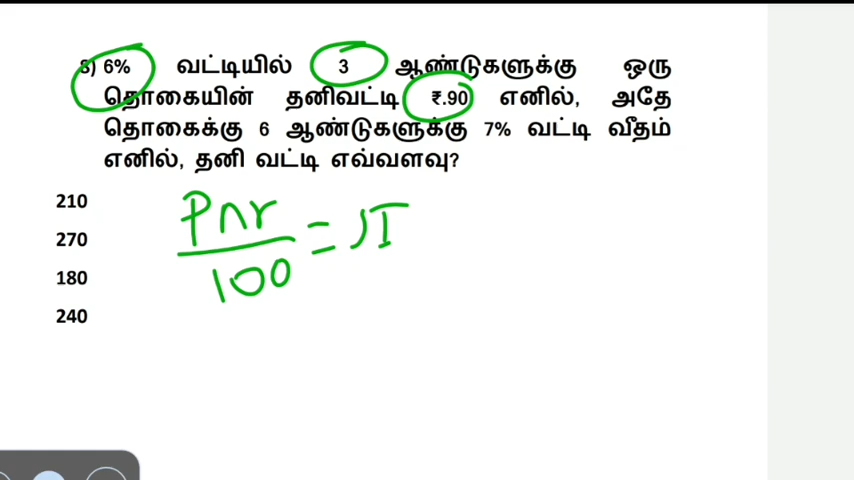 8) 6% வட்டியில் 3 ஆண்டுகளுக்கு ஒரு
தொகையின் தனிவட்டி ₹.90 எனில், அதே
தொகைக்கு 6 ஆண்டுகளுக்கு 7% வட்டி வீதம்
எனில், தனி வட்டி எவ்வளவு?
210
270
180
240
Pnr
100
= SI